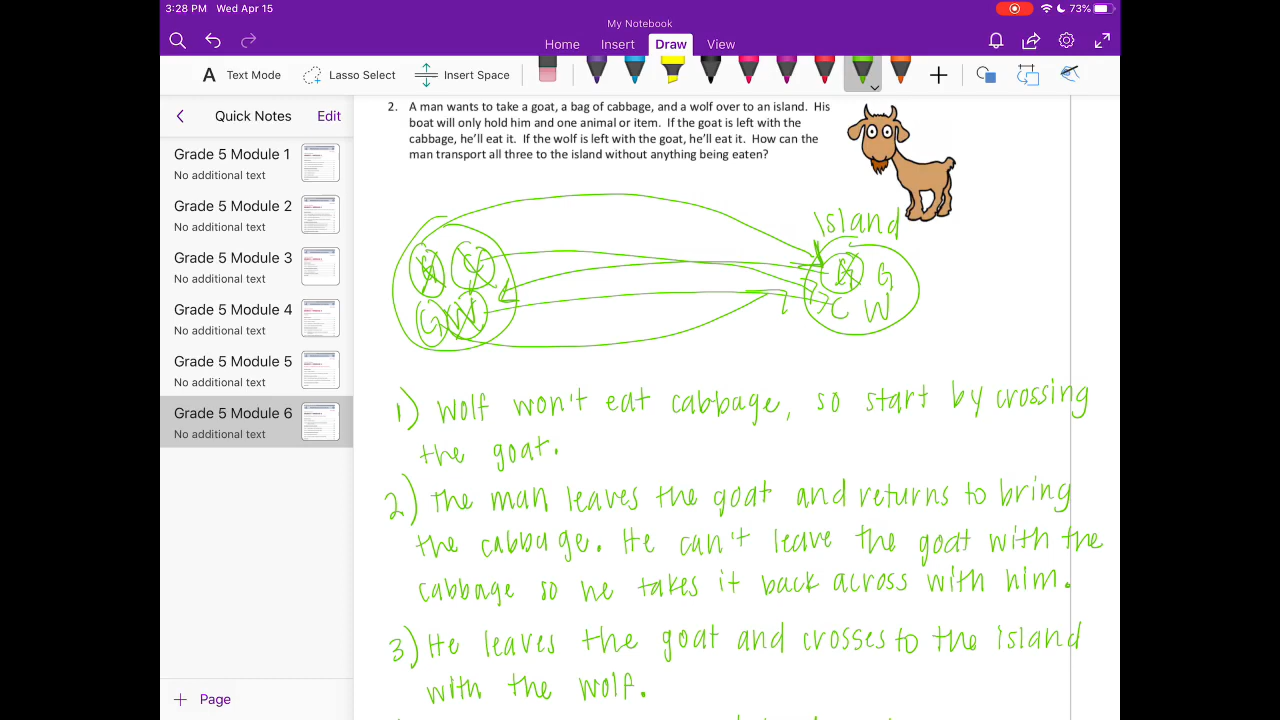 3:28 PM Wed Apr 15
73%
My Notebook
Home Insert Draw View
Text Mode
Lasso Select
Insert Space
Quick Notes
Edit
Grade 5 Module 1
No additional text
Grade 5 Module 2
No additional text
Grade 5 Module 3
No additional text
Grade 5 Module 4
No additional text
Grade 5 Module 5
No additional text
Grade 5 Module 6
No additional text
+ Page
2. A man wants to take a goat, a bag of cabbage, and a wolf over to an island. His
boat will only hold him and one animal or item. If the goat is left with the
cabbage, he'll eat it. If the wolf is left with the goat, he'll eat it. How can the
man transport all three to the island without anything being eaten?
Island
G
G
C W
1) Wolf won't eat cabbage, so start by crossing
the goat.
2) The man leaves the goat and returns to bring
the cabbage. He can't leave the goat with the
cabbage so he takes it back across with him.
3) He leaves the goat and crosses to the island
with the wolf.